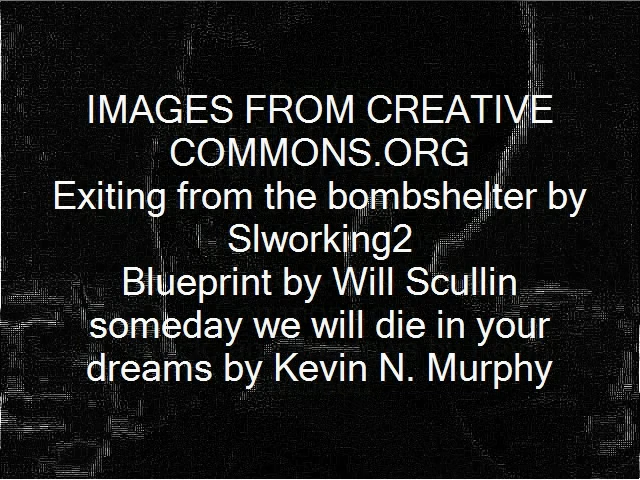 IMAGES FROM CREATIVE
COMMONS.ORG
Exiting from the bombshelter by
Slworking2
Blueprint by Will Scullin
someday we will die in your
dreams by Kevin N. Murphy